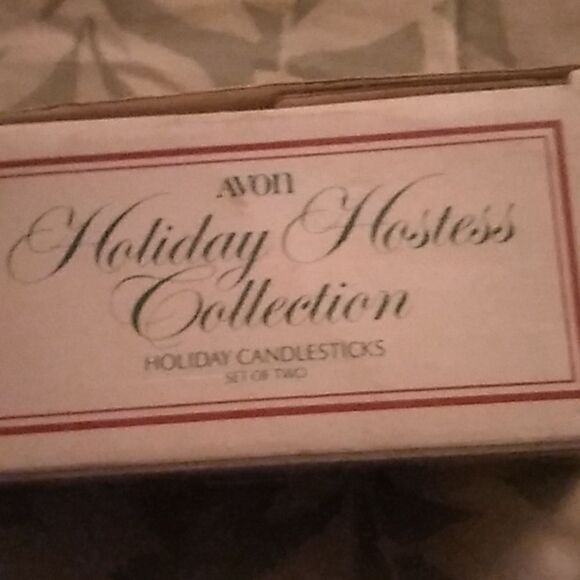 AVON
Holiday Hostess
Collection
HOLIDAY CANDLESTICKS
SET OF TWO